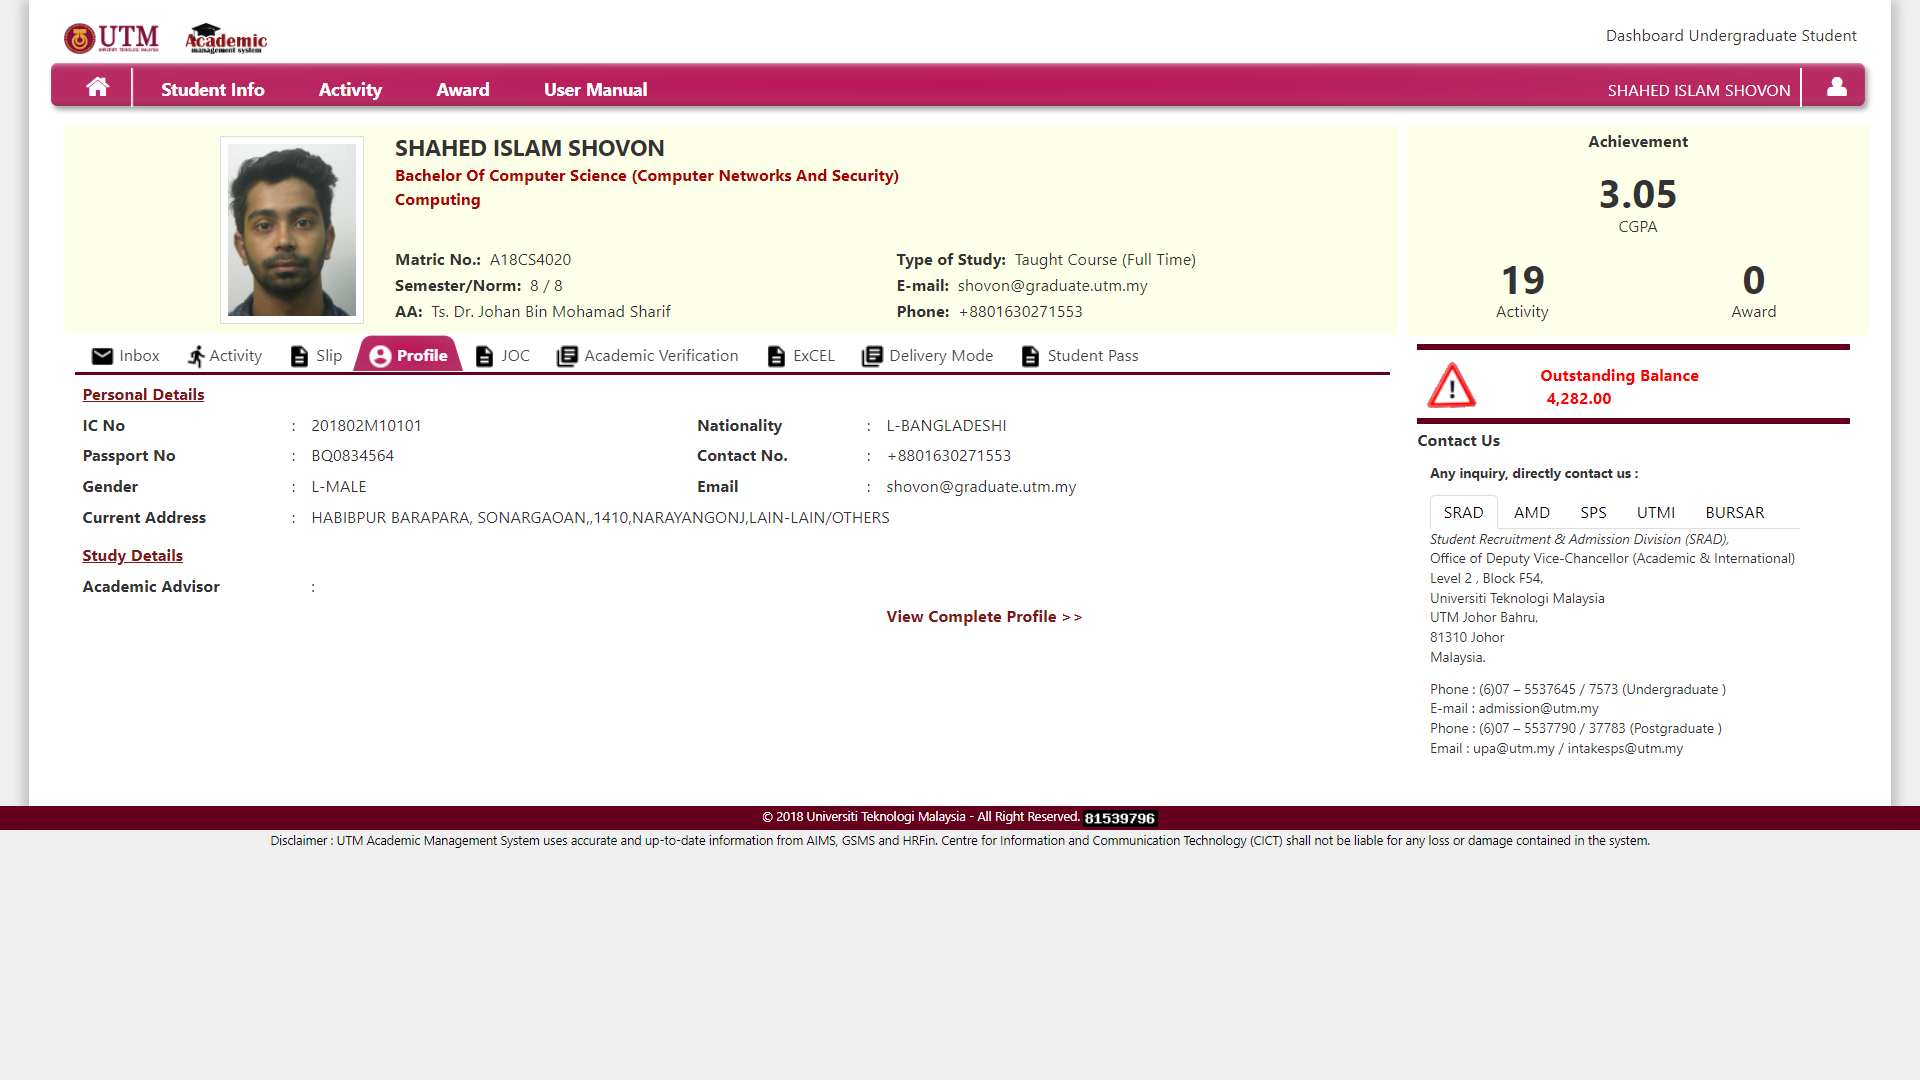 UTM
UNIVERSITI TEKNOLOGI MALAYSIA
Academic
management system
Dashboard Undergraduate Student
Student Info
Activity
Award
User Manual
SHAHED ISLAM SHOVON
SHAHED ISLAM SHOVON
Bachelor Of Computer Science (Computer Networks And Security)
Computing
Matric No.: A18CS4020
Type of Study: Taught Course (Full Time)
Semester/Norm: 8 / 8
E-mail: shovon@graduate.utm.my
AA: Ts. Dr. Johan Bin Mohamad Sharif
Phone: +8801630271553
Achievement
3.05
CGPA
19
Activity
0
Award
Inbox
Activity
Slip
Profile
JOC
Academic Verification
ExCEL
Delivery Mode
Student Pass
Personal Details
IC No : 201802M10101
Nationality : L-BANGLADESHI
Passport No : BQ0834564
Contact No. : +8801630271553
Gender : L-MALE
Email : shovon@graduate.utm.my
Current Address : HABIBPUR BARAPARA, SONARGAOAN,,1410,NARAYANGONJ,LAIN-LAIN/OTHERS
Study Details
Academic Advisor :
View Complete Profile >>
Outstanding Balance
4,282.00
Contact Us
Any inquiry, directly contact us :
SRAD
AMD
SPS
UTMI
BURSAR
Student Recruitment & Admission Division (SRAD),
Office of Deputy Vice-Chancellor (Academic & International)
Level 2 , Block F54,
Universiti Teknologi Malaysia
UTM Johor Bahru,
81310 Johor
Malaysia.
Phone : (6)07 – 5537645 / 7573 (Undergraduate )
E-mail : admission@utm.my
Phone : (6)07 – 5537790 / 37783 (Postgraduate )
Email : upa@utm.my / intakesps@utm.my
© 2018 Universiti Teknologi Malaysia - All Right Reserved. 81539796
Disclaimer : UTM Academic Management System uses accurate and up-to-date information from AIMS, GSMS and HRFin. Centre for Information and Communication Technology (CICT) shall not be liable for any loss or damage contained in the system.